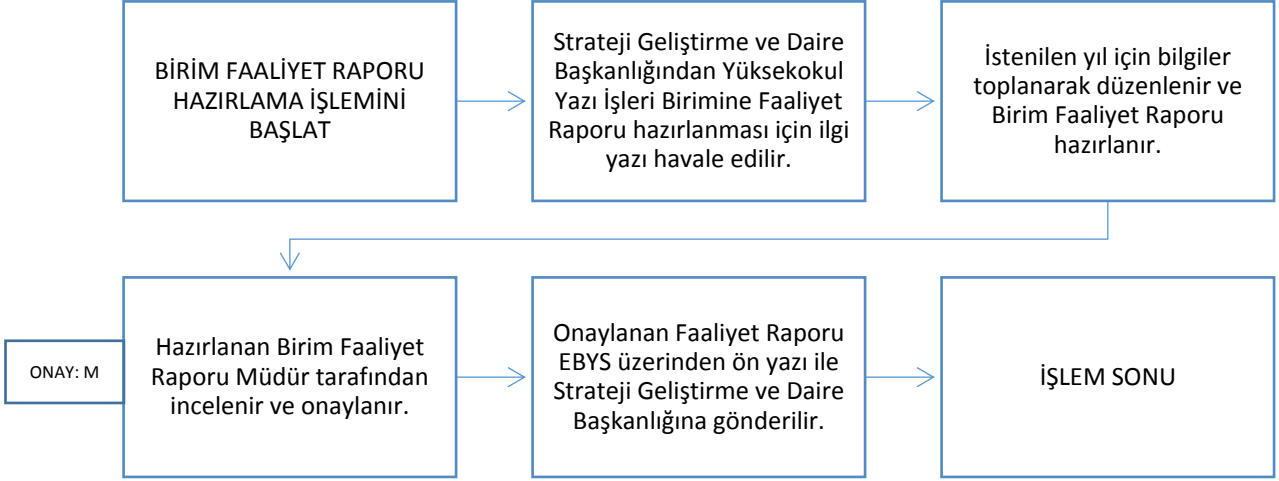 BİRİM FAALİYET RAPORU
HAZIRLAMA İŞLEMİNİ
BAŞLAT
Strateji Geliştirme ve Daire
Başkanlığından Yüksekokul
Yazı İşleri Birimine Faaliyet
Raporu hazırlanması için ilgi
yazı havale edilir.
İstenilen yıl için bilgiler
toplanarak düzenlenir ve
Birim Faaliyet Raporu
hazırlanır.
ONAY: M
Hazırlanan Birim Faaliyet
Raporu Müdür tarafından
incelenir ve onaylanır.
Onaylanan Faaliyet Raporu
EBYS üzerinden ön yazı ile
Strateji Geliştirme ve Daire
Başkanlığına gönderilir.
İŞLEM SONU